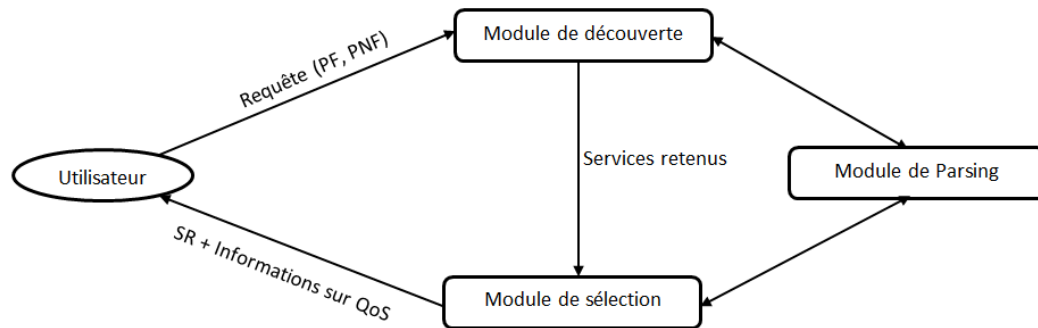 Module de découverte
Requête (PF, PNF)
Services retenus
Module de Parsing
Utilisateur
SR + Informations sur QoS
Module de sélection